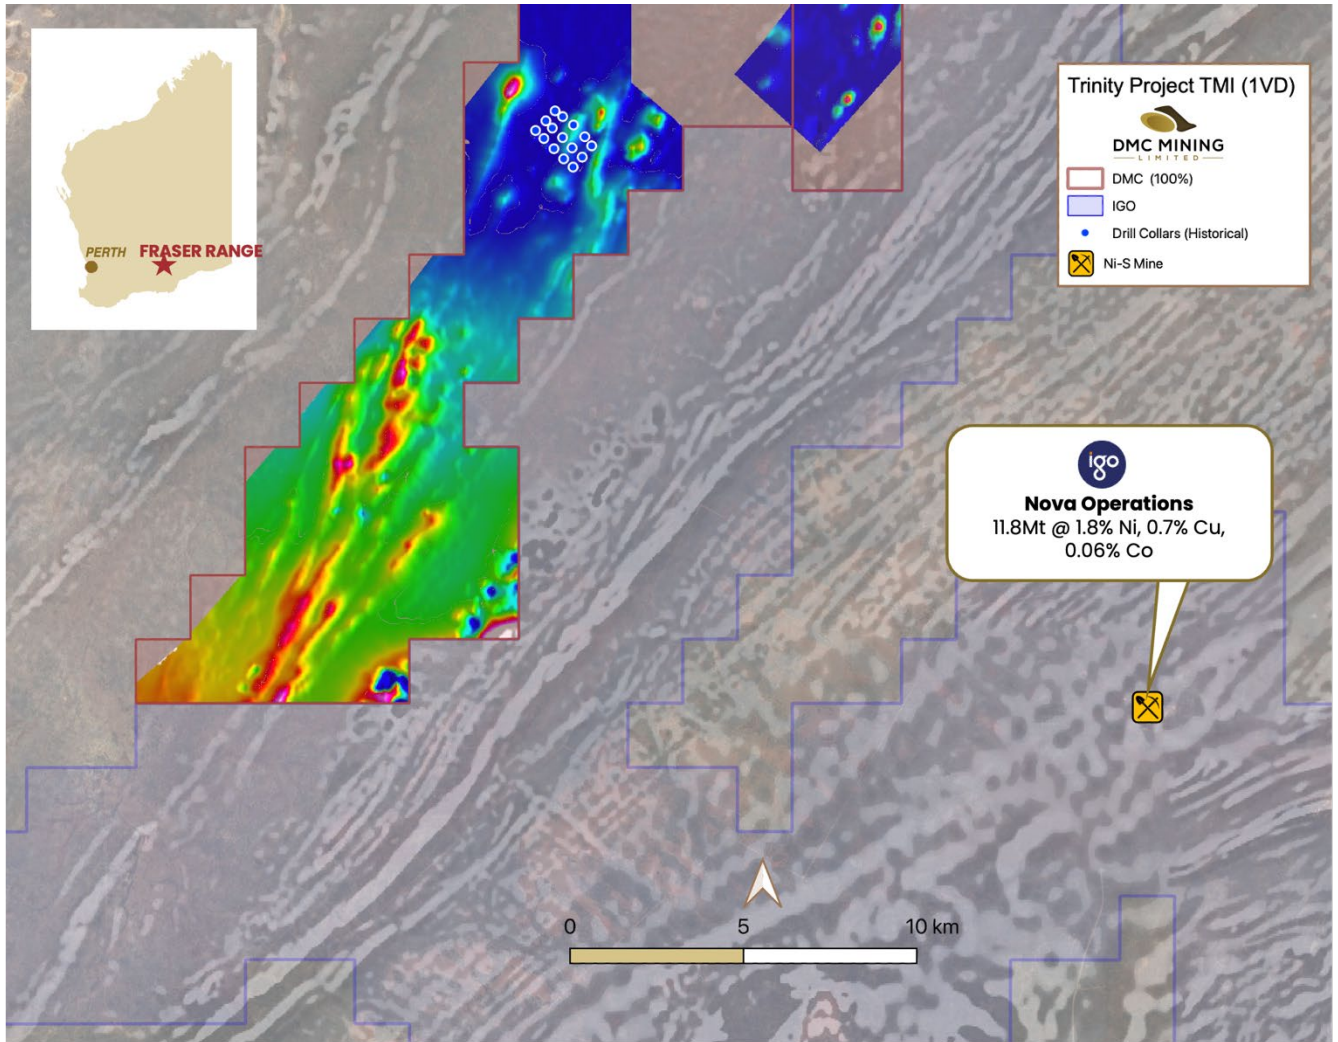 PERTH
FRASER RANGE
Trinity Project TMI (1VD)
DMC MINING
LIMITED
DMC (100%)
IGO
Drill Collars (Historical)
Ni-S Mine
igo
Nova Operations
11.8Mt @ 1.8% Ni, 0.7% Cu,
0.06% Co
0 5 10 km